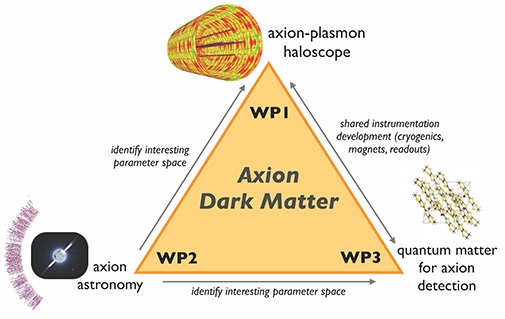 axion-plasmon
haloscope
WP1
identify interesting
parameter space
shared instrumentation
development (cryogenics,
magnets, readouts)
Axion
Dark Matter
WP2
WP3
axion
astronomy
quantum matter
for axion
detection
identify interesting parameter space